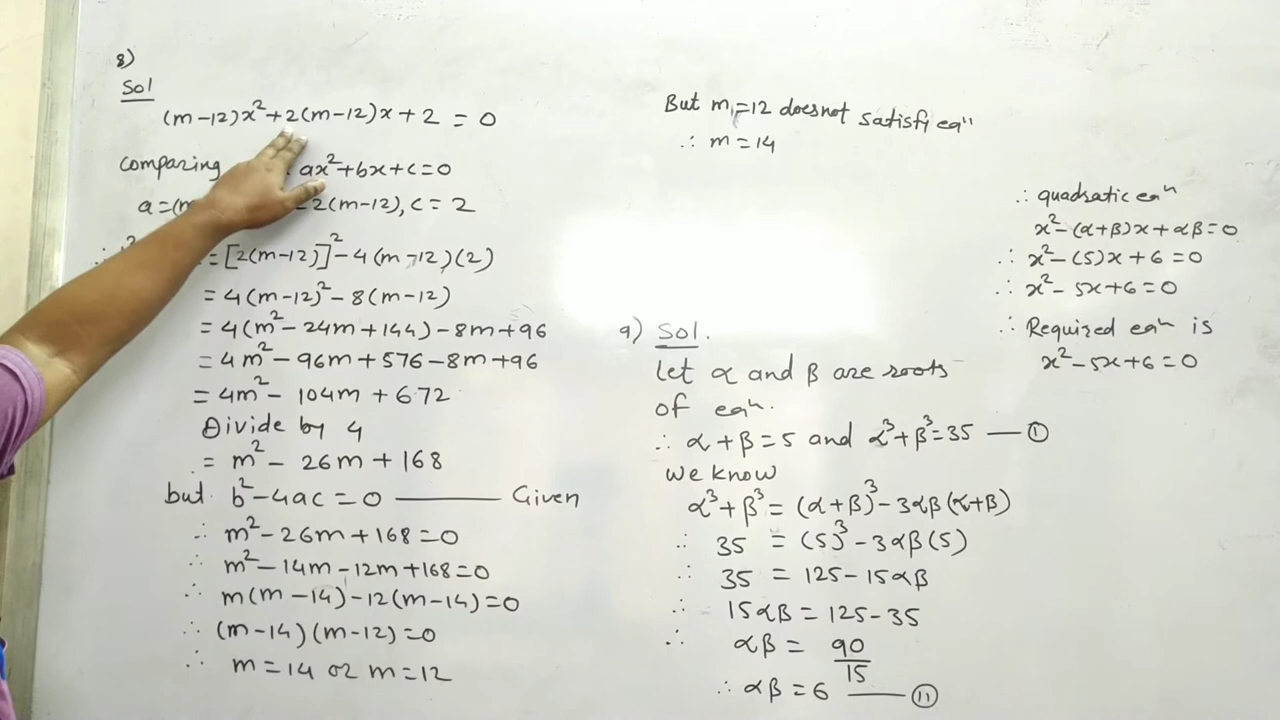 8)
Sol
(m-12)x²+2(m-12)x+2 = 0
comparing ax²+bx+c=0
a=(m 2(m-12), c = 2
= [2(m-12)]²-4(m-12)(2)
= 4(m-12)²-8(m-12)
= 4(m²-24m+144)-8m+96
= 4m²-96m+576-8m+96
= 4m²- 104m+672
Divide by 4
= m²- 26m+168
but b²-4ac=0 —— Given
∴ m²-26m+168=0
∴ m²-14m-12m+168=0
∴ m(m-14)-12(m-14)=0
∴ (m-14)(m-12)=0
∴ m=14 or m=12
But m=12 doesnot satisfy eqⁿ
∴ m=14
9) Sol.
Let α and β are roots
of eqⁿ.
∴ α+β=5 and α³+β³=35 — ①
we know
α³+β³= (α+β)³-3αβ(α+β)
∴ 35 = (5)³-3αβ(5)
∴ 35 = 125-15αβ
∴ 15αβ = 125-35
∴ αβ = 90/15
∴ αβ=6 —— ⑪
∴ quadratic eqⁿ
x²-(α+β)x+αβ=0
∴ x²-(5)x+6=0
∴ x²-5x+6=0
∴ Required eqⁿ is
x²-5x+6=0